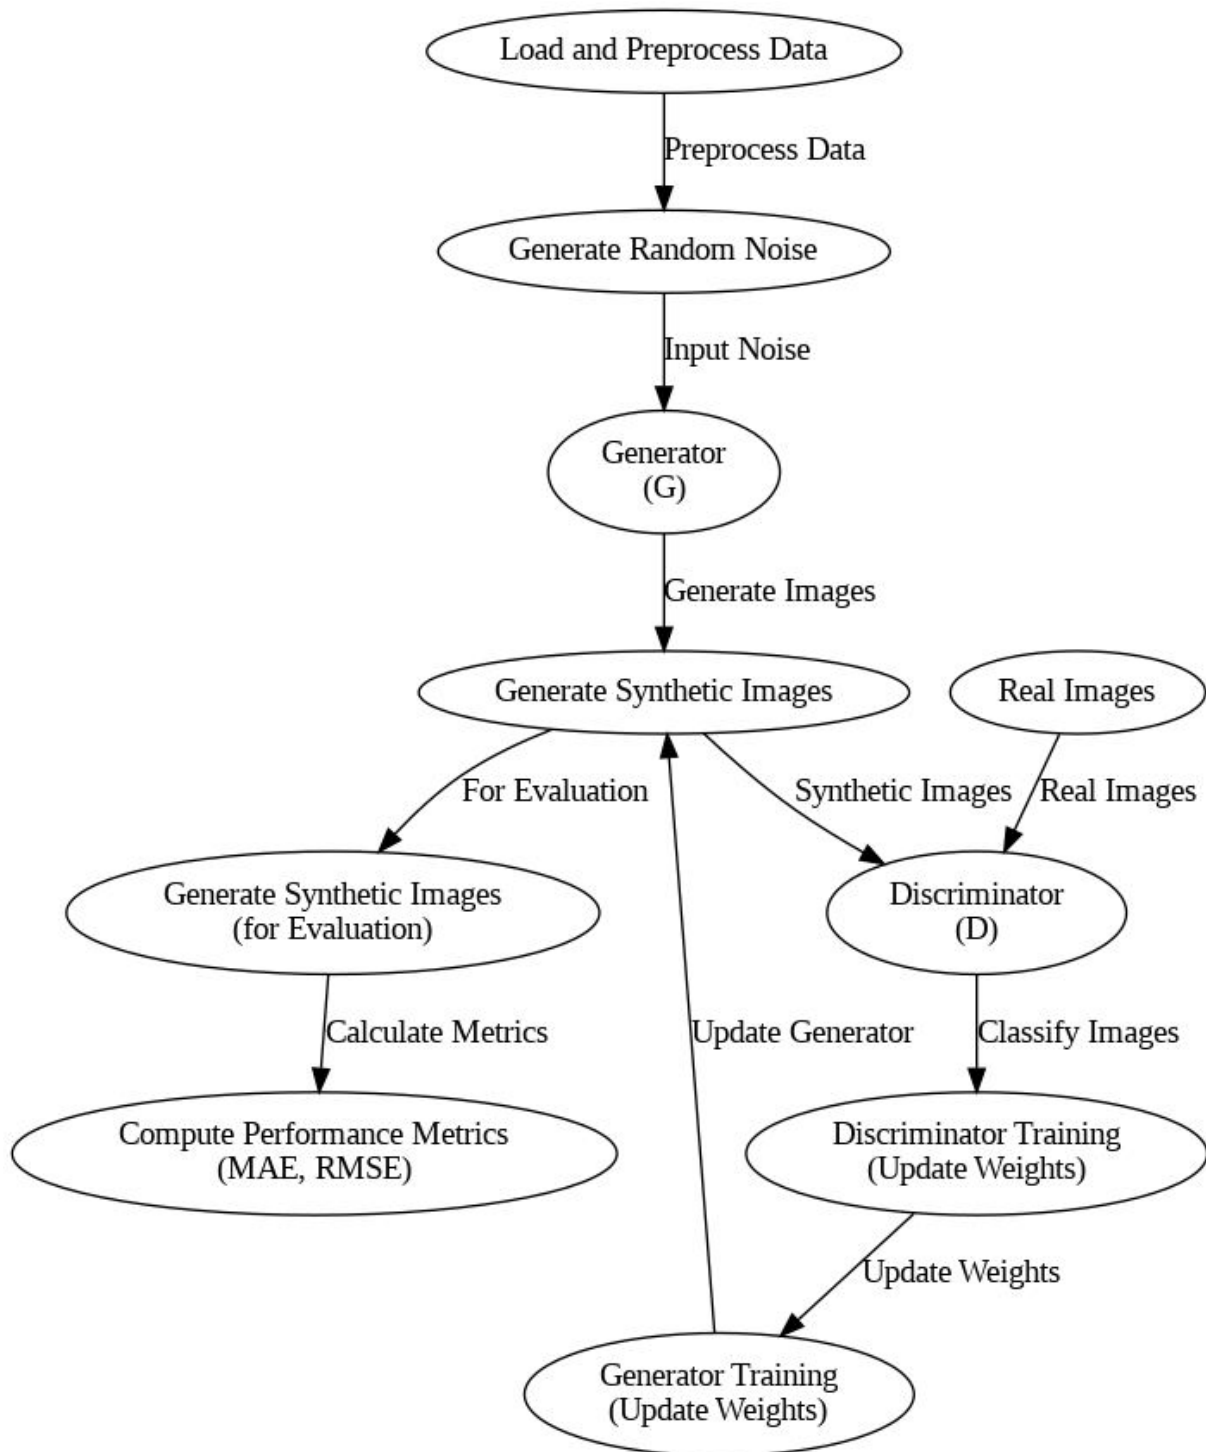 Load and Preprocess Data
Preprocess Data
Generate Random Noise
Input Noise
Generator
(G)
Generate Images
Generate Synthetic Images
Real Images
For Evaluation
Synthetic Images
Real Images
Generate Synthetic Images
(for Evaluation)
Discriminator
(D)
Calculate Metrics
Update Generator
Classify Images
Compute Performance Metrics
(MAE, RMSE)
Discriminator Training
(Update Weights)
Update Weights
Generator Training
(Update Weights)